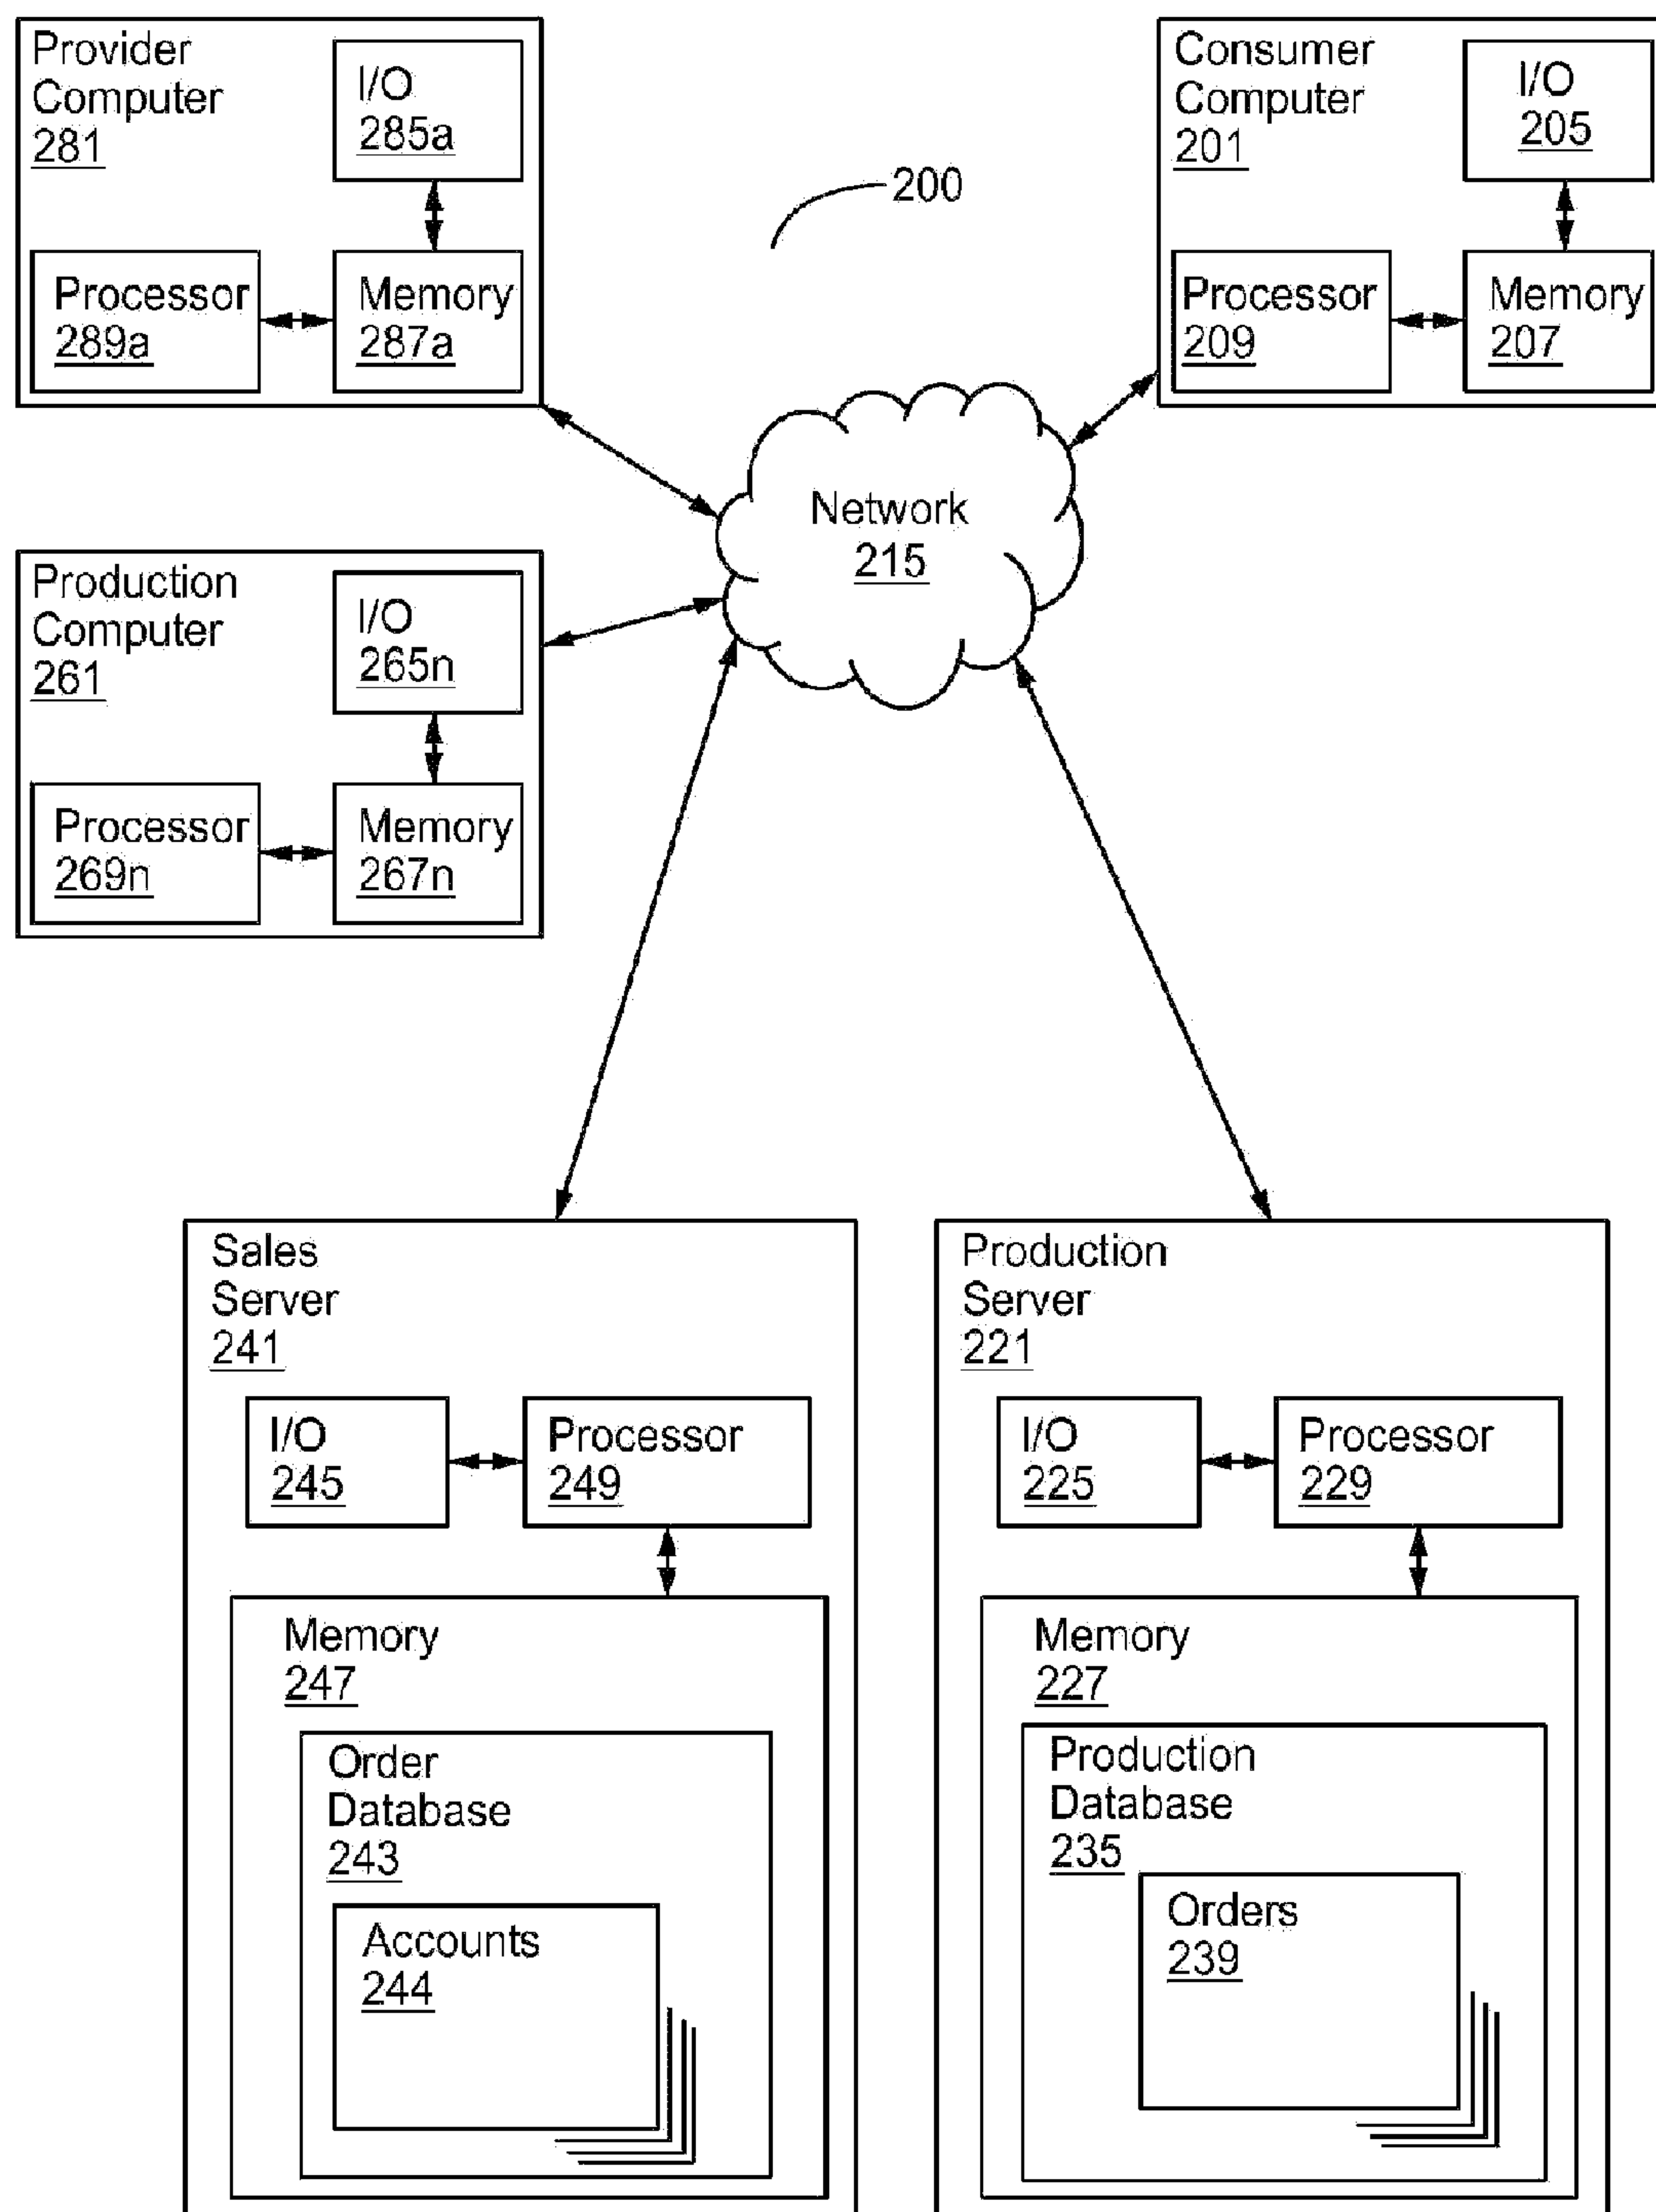 Provider
Computer
281
I/O
285a
Processor
289a
Memory
287a
Consumer
Computer
201
I/O
205
Processor
209
Memory
207
200
Network
215
Production
Computer
261
I/O
265n
Processor
269n
Memory
267n
Sales
Server
241
I/O
245
Processor
249
Memory
247
Order
Database
243
Accounts
244
Production
Server
221
I/O
225
Processor
229
Memory
227
Production
Database
235
Orders
239